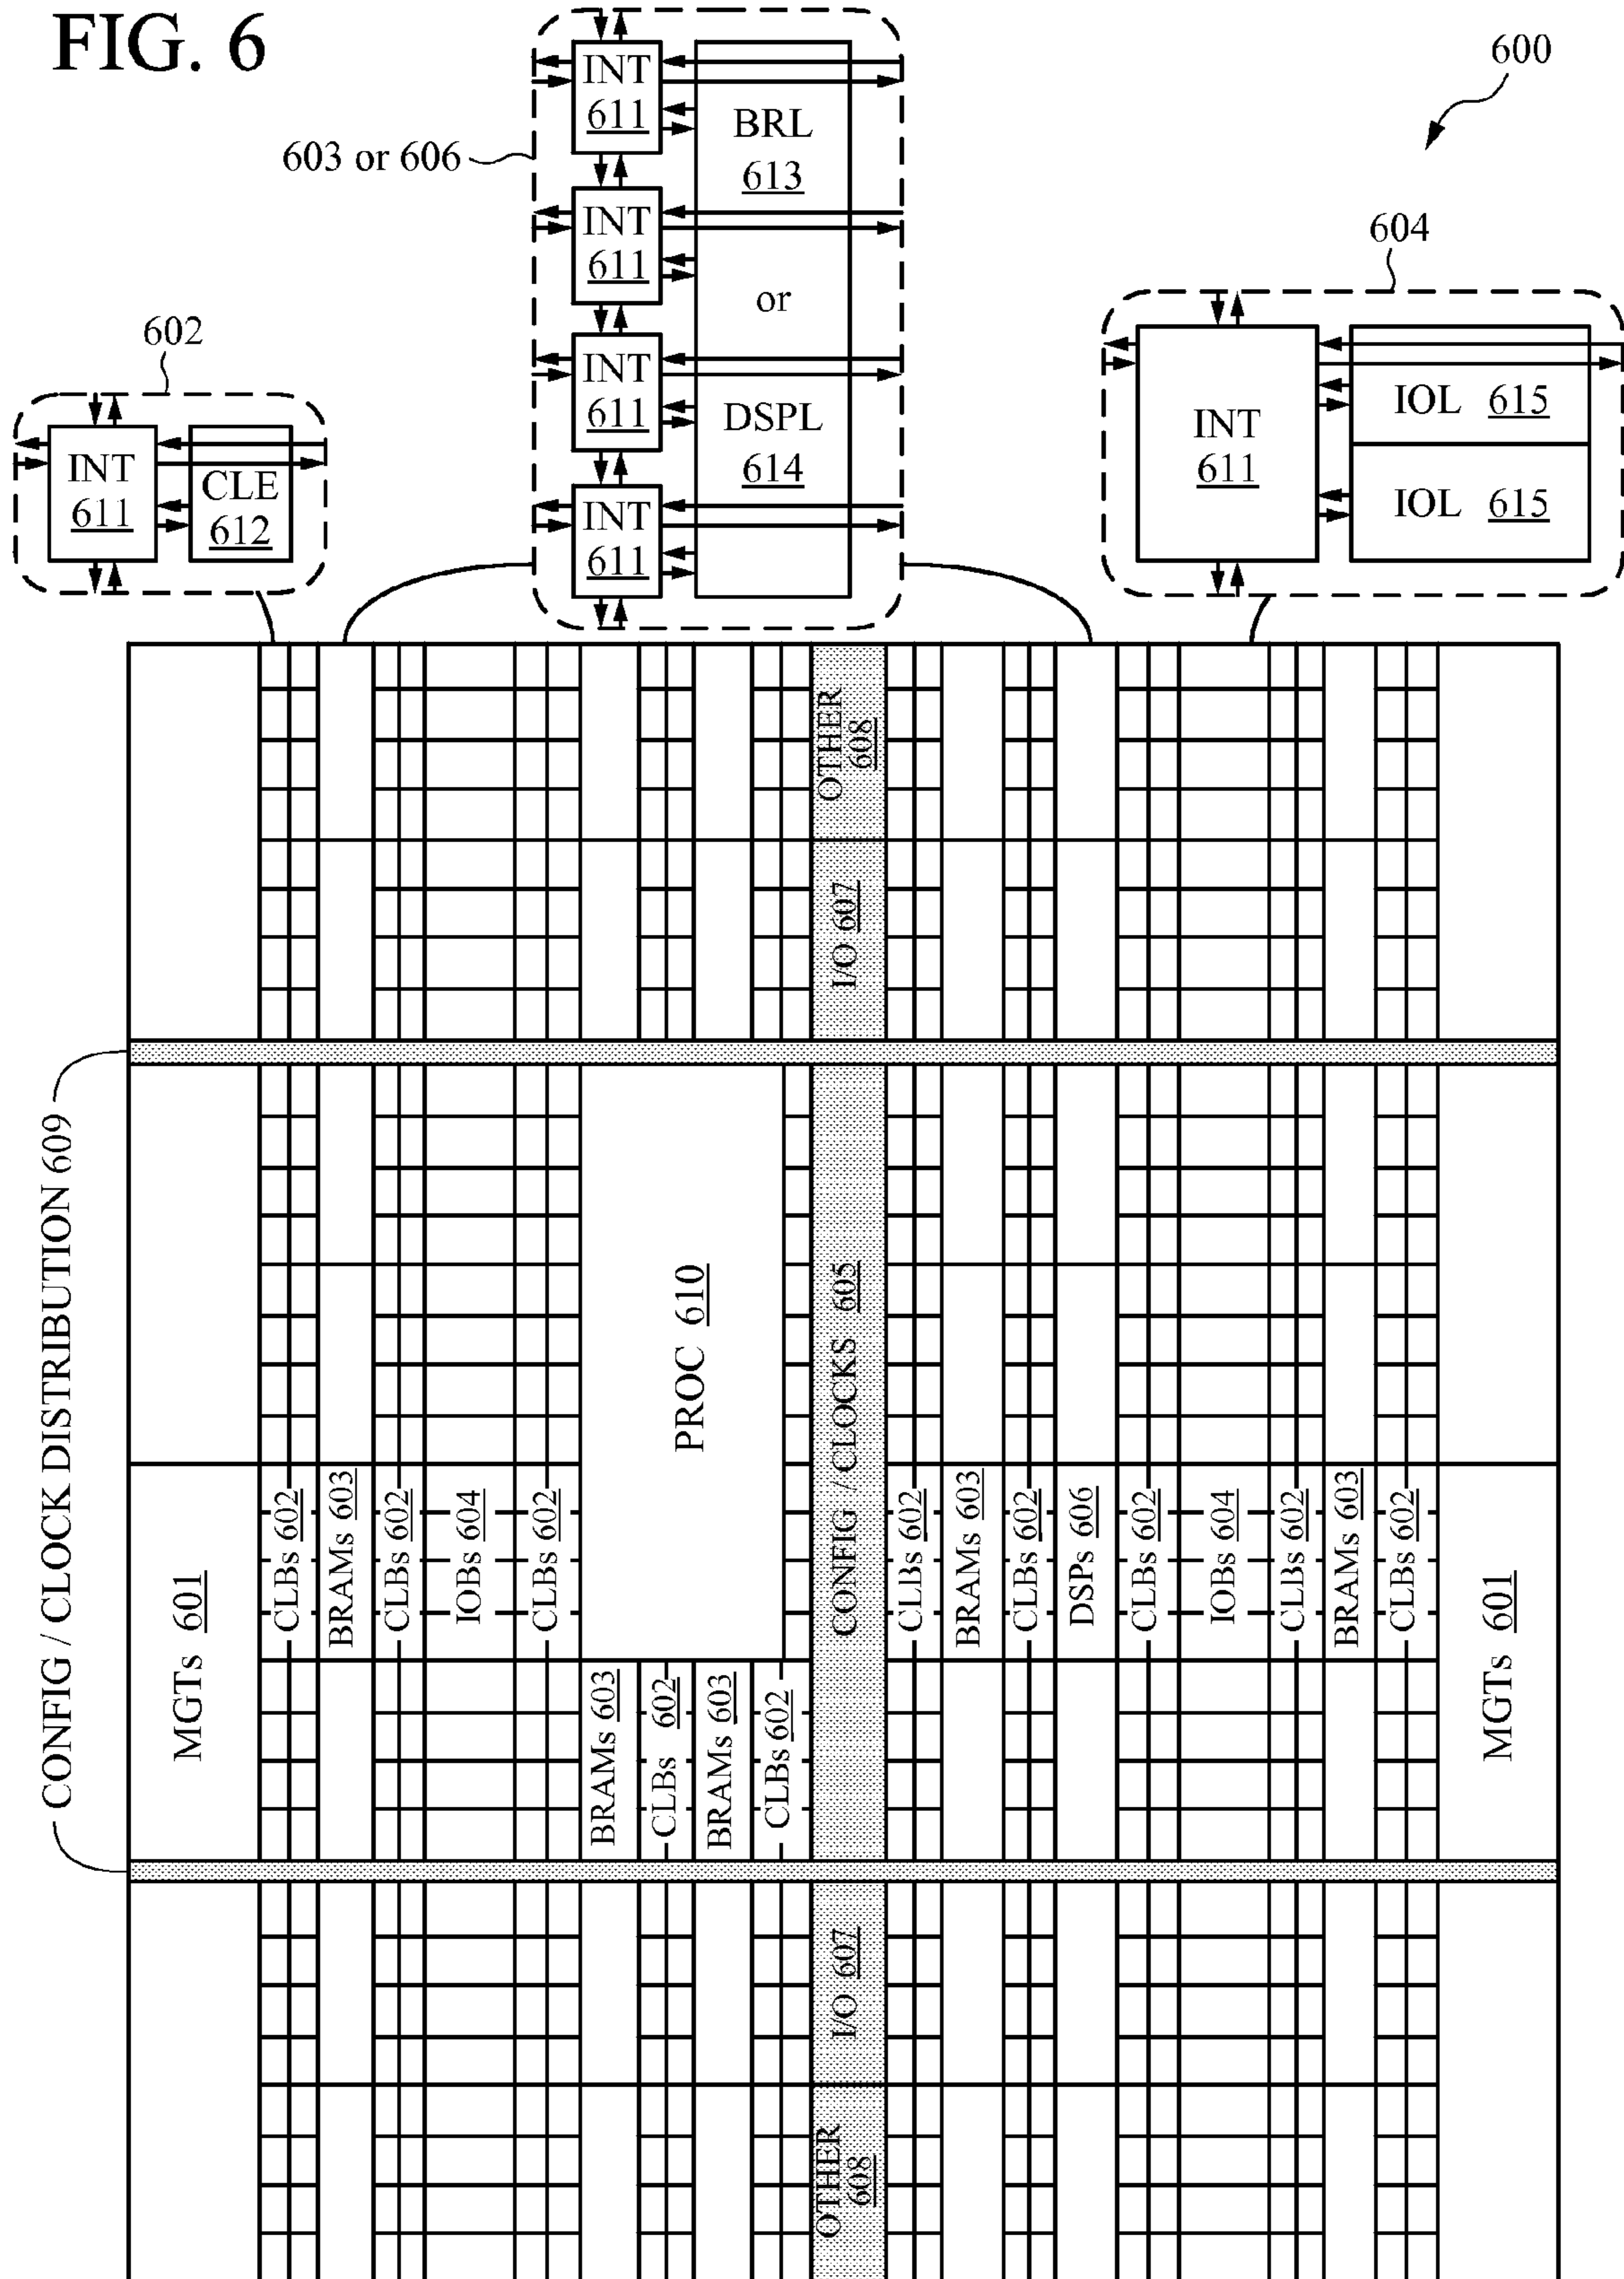 FIG. 6
600
603 or 606
INT
611
INT
611
INT
611
INT
611
BRL
613
or
DSPL
614
604
INT
611
IOL 615
IOL 615
602
INT
611
CLE
612
OTHER
608
I/O 607
CONFIG / CLOCK DISTRIBUTION 609
PROC 610
CONFIG / CLOCKS 605
MGTs 601
CLBs 602
BRAMs 603
CLBs 602
IOBs 604
CLBs 602
CLBs 602
BRAMs 603
CLBs 602
DSPs 606
CLBs 602
IOBs 604
CLBs 602
BRAMs 603
CLBs 602
MGTs 601
BRAMs 603
CLBs 602
BRAMs 603
CLBs 602
I/O 607
OTHER
608